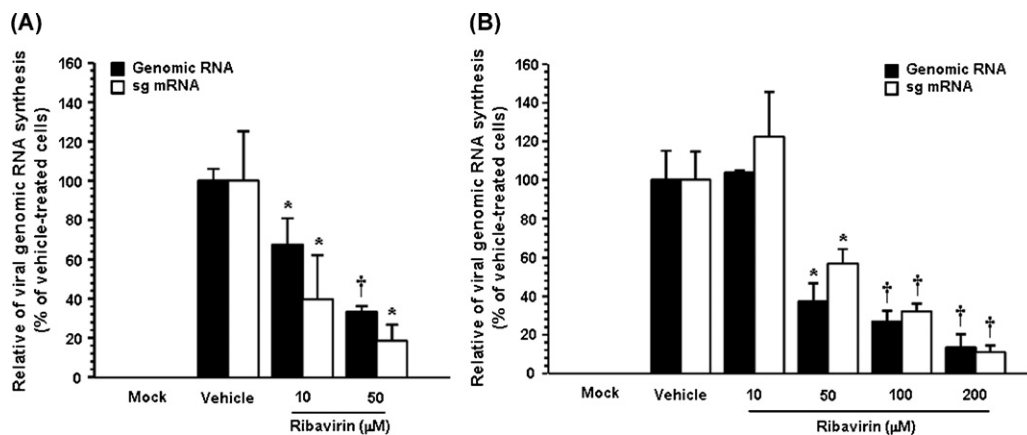 (A)
Relative of viral genomic RNA synthesis
(% of vehicle-treated cells)
160
140
120
100
80
60
40
20
0
Genomic RNA
sg mRNA
*
*
†
*
Mock
Vehicle
10
50
Ribavirin (µM)
(B)
Relative of viral genomic RNA synthesis
(% of vehicle-treated cells)
160
140
120
100
80
60
40
20
0
Genomic RNA
sg mRNA
*
*
†
†
†
†
Mock
Vehicle
10
50
100
200
Ribavirin (µM)